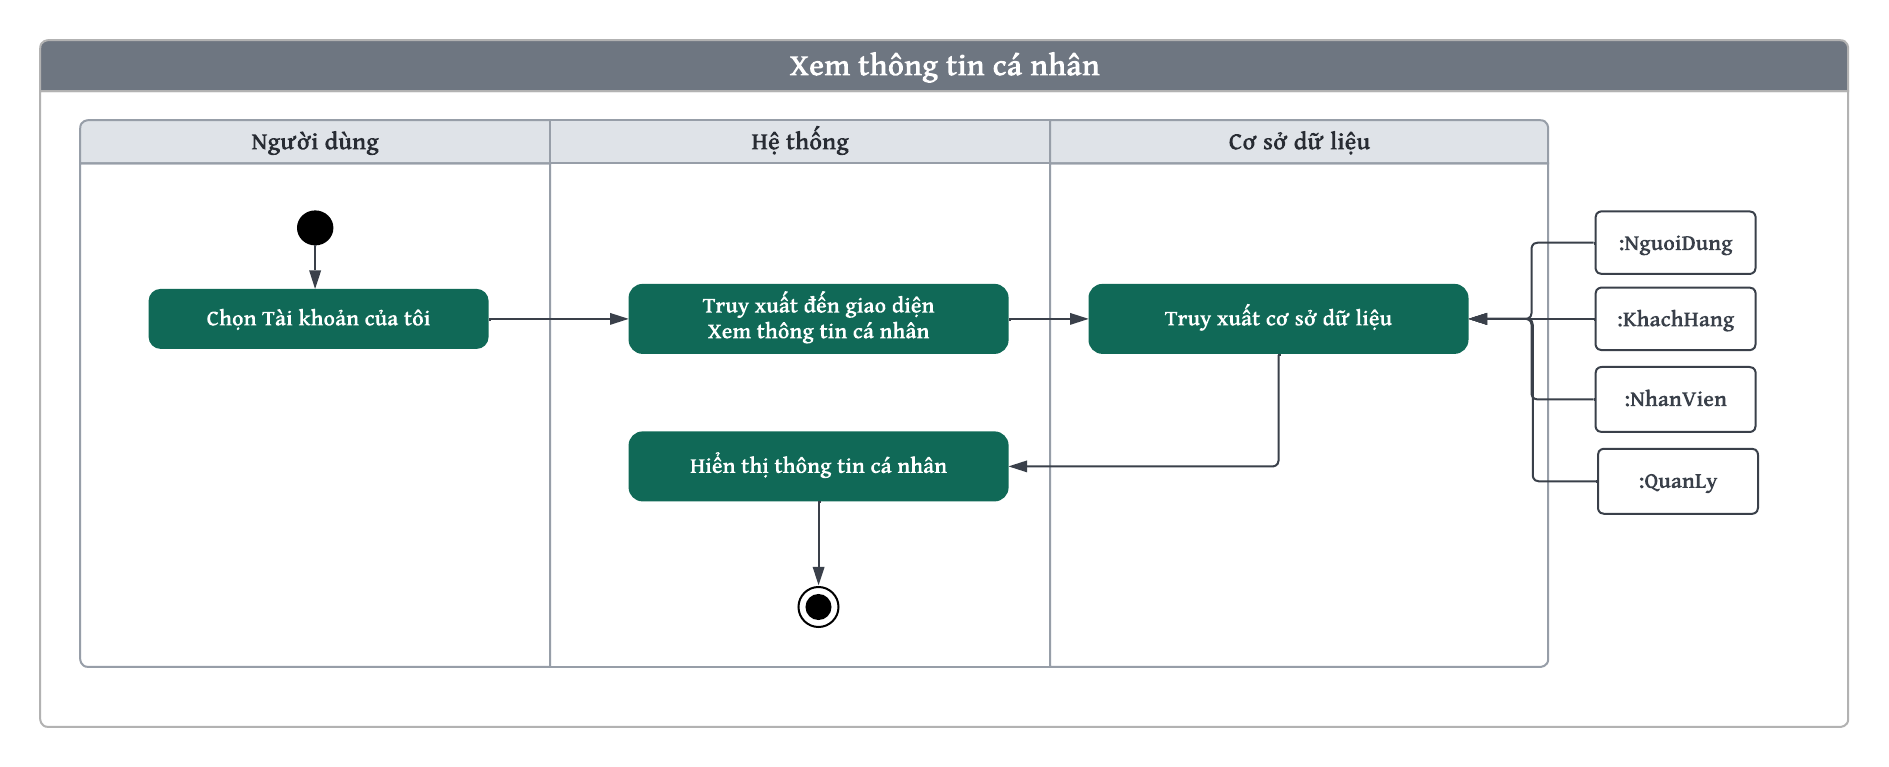 Xem thông tin cá nhân
Người dùng
Hệ thống
Cơ sở dữ liệu
Chọn Tài khoản của tôi
Truy xuất đến giao diện
Xem thông tin cá nhân
Truy xuất cơ sở dữ liệu
Hiển thị thông tin cá nhân
:NguoiDung
:KhachHang
:NhanVien
:QuanLy